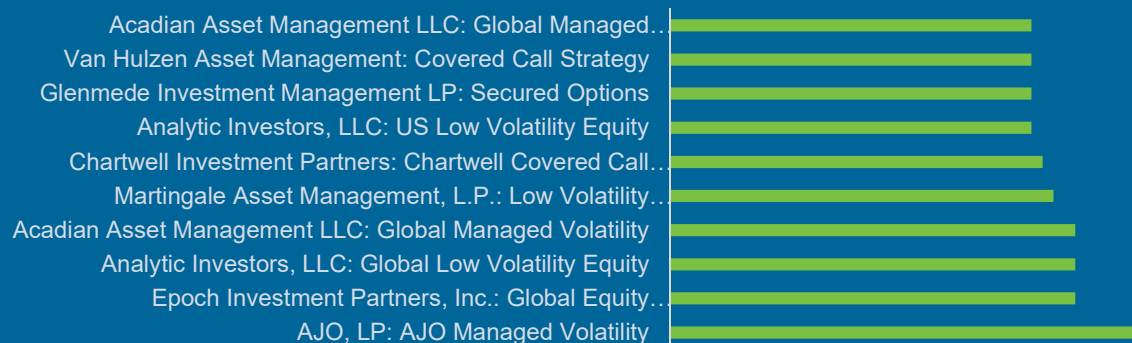 Acadian Asset Management LLC: Global Managed…
Van Hulzen Asset Management: Covered Call Strategy
Glenmede Investment Management LP: Secured Options
Analytic Investors, LLC: US Low Volatility Equity
Chartwell Investment Partners: Chartwell Covered Call…
Martingale Asset Management, L.P.: Low Volatility…
Acadian Asset Management LLC: Global Managed Volatility
Analytic Investors, LLC: Global Low Volatility Equity
Epoch Investment Partners, Inc.: Global Equity…
AJO, LP: AJO Managed Volatility